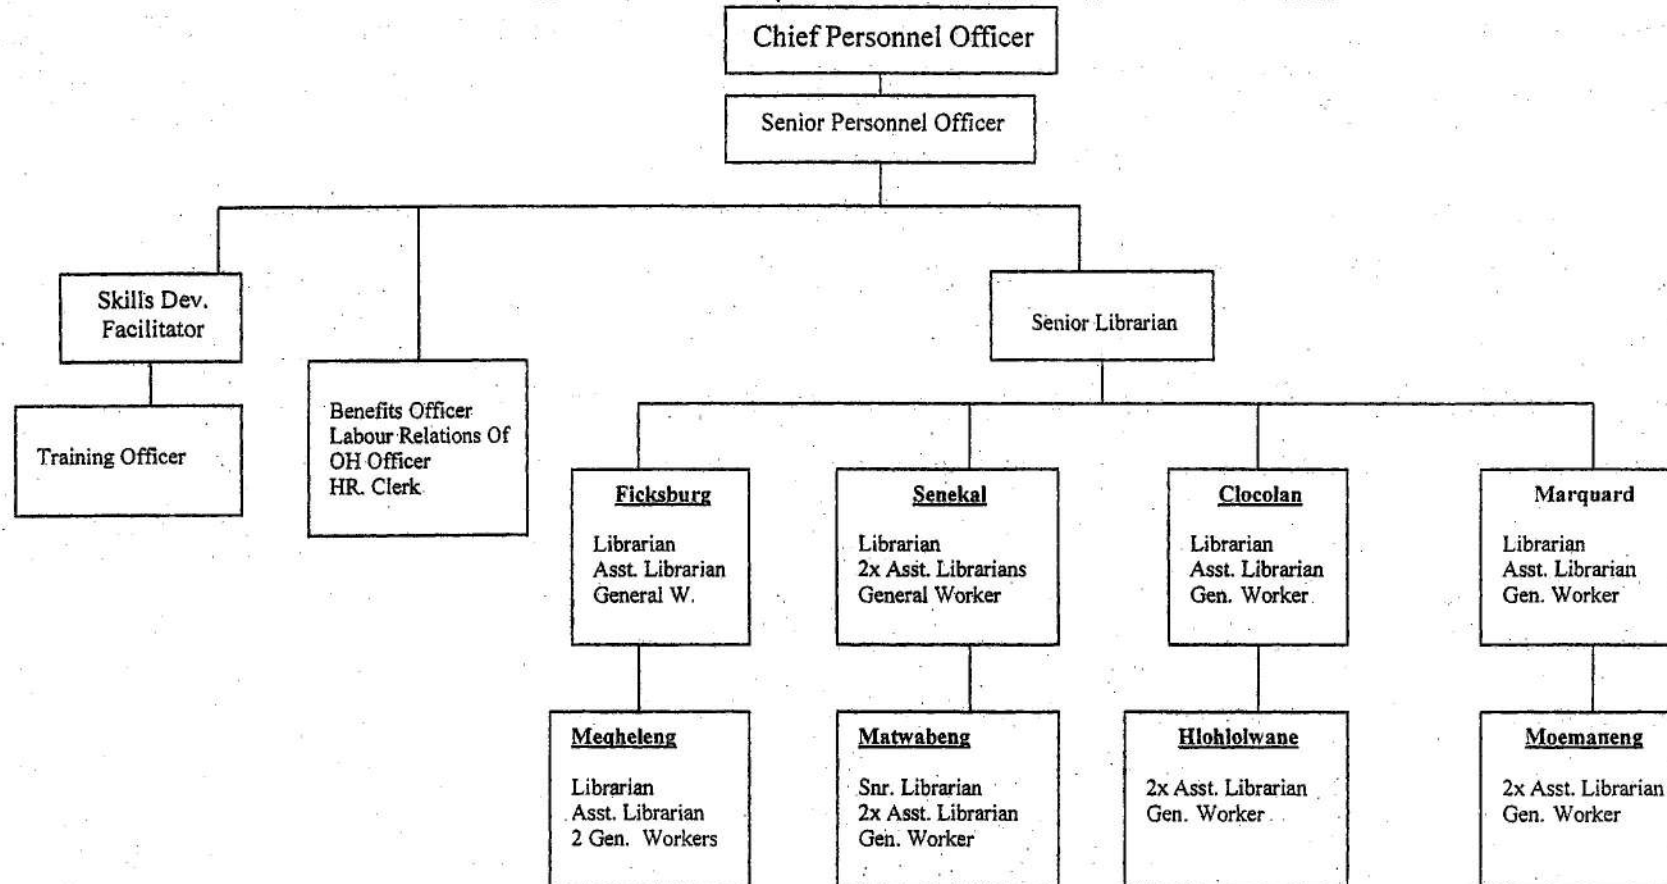 Chief Personnel Officer
Senior Personnel Officer
Skills Dev.
Facilitator
Senior Librarian
Training Officer
Benefits Officer
Labour Relations Of
OH Officer
HR. Clerk
Ficksburg
Librarian
Asst. Librarian
General W.
Senekal
Librarian
2x Asst. Librarians
General Worker
Clocolan
Librarian
Asst. Librarian
Gen. Worker
Marquard
Librarian
Asst. Librarian
Gen. Worker
Meqheleng
Librarian
Asst. Librarian
2 Gen. Workers
Matwabeng
Snr. Librarian
2x Asst. Librarian
Gen. Worker
Hlohlolwane
2x Asst. Librarian
Gen. Worker
Moemaneng
2x Asst. Librarian
Gen. Worker